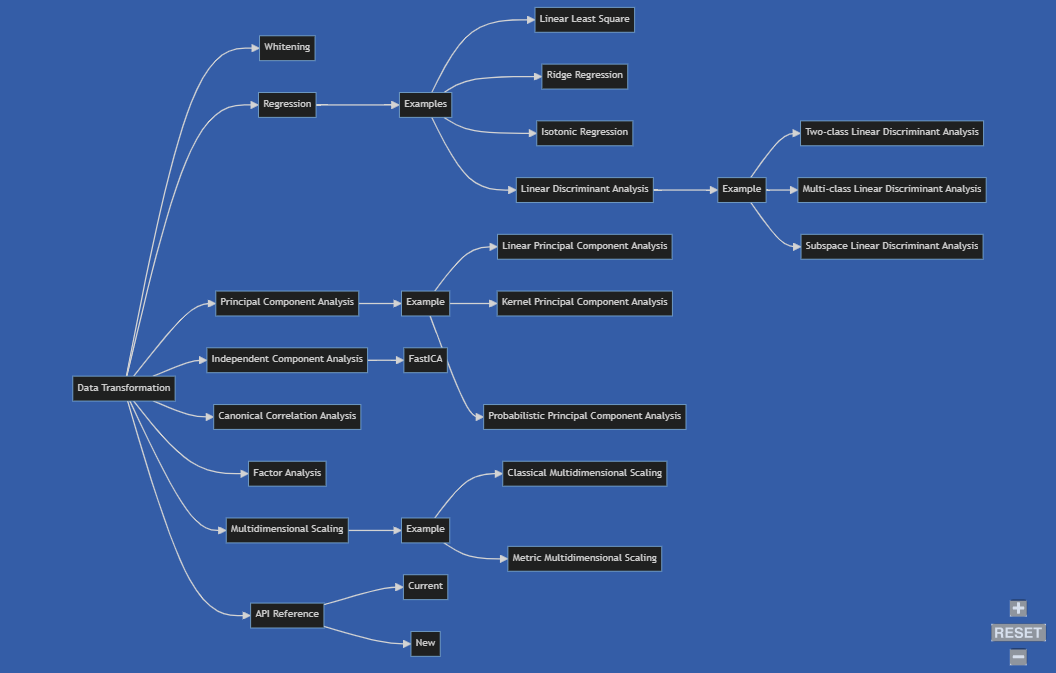 Linear Least Square
Whitening
Ridge Regression
Regression
Examples
Isotonic Regression
Two-class Linear Discriminant Analysis
Linear Discriminant Analysis
Example
Multi-class Linear Discriminant Analysis
Linear Principal Component Analysis
Subspace Linear Discriminant Analysis
Principal Component Analysis
Example
Kernel Principal Component Analysis
Independent Component Analysis
FastICA
Data Transformation
Canonical Correlation Analysis
Probabilistic Principal Component Analysis
Factor Analysis
Classical Multidimensional Scaling
Multidimensional Scaling
Example
Metric Multidimensional Scaling
Current
API Reference
New
+
RESET
−